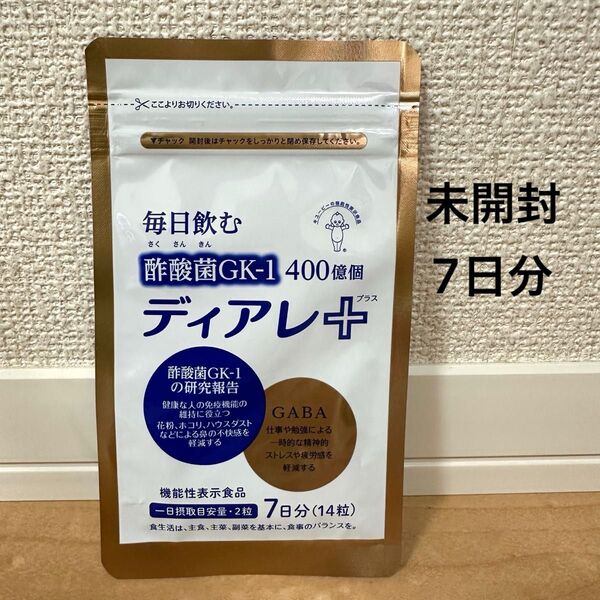 ここよりお切りください。
▼チャック 開封後はチャックをしっかりと閉め保存してください。
毎日飲む
さく さん きん
酢酸菌GK-1 400億個
ディアレ+
プラス
酢酸菌GK-1
の研究報告
健康な人の免疫機能の
維持に役立つ
花粉、ホコリ、ハウスダスト
などによる鼻の不快感を
軽減する
GABA
仕事や勉強による
一時的な精神的
ストレスや疲労感を
軽減する
機能性表示食品
一日摂取目安量・2粒 7日分(14粒)
食生活は、主食、主菜、副菜を基本に、食事のバランスを。
未開封
7日分